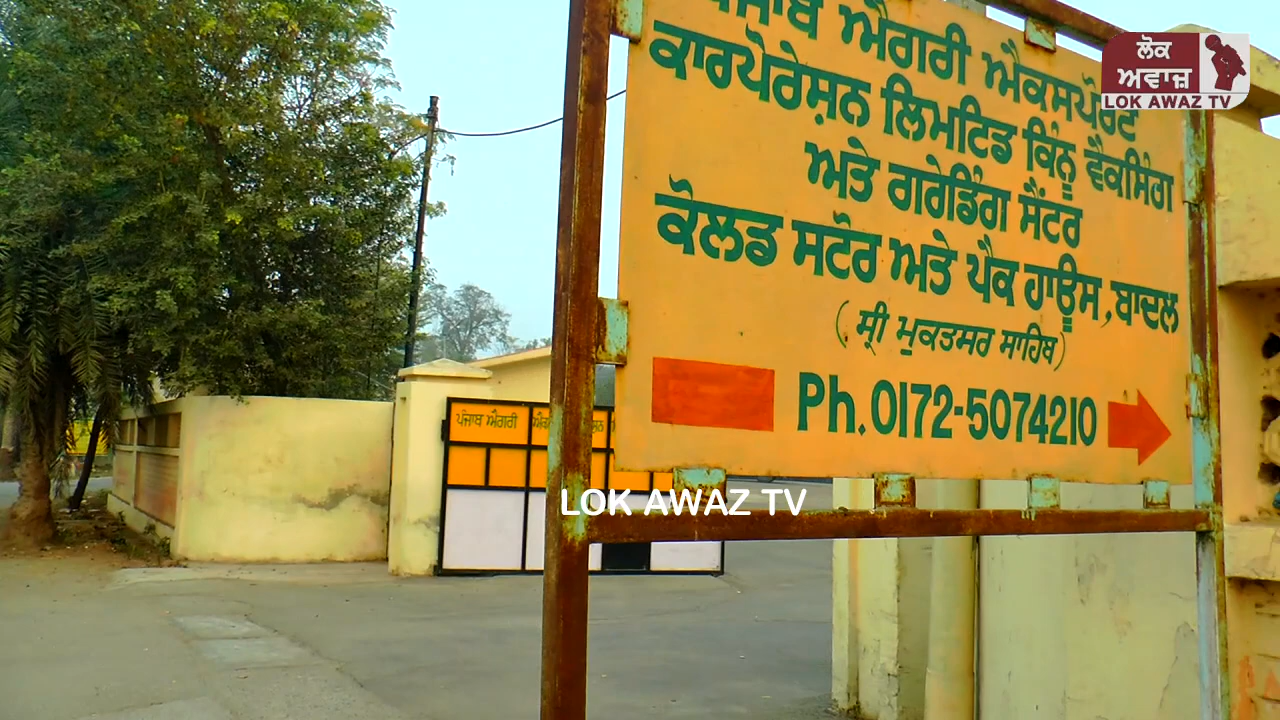 ਪੰਜਾਬ ਐਗਰੀ ਐਕਸਪੋਰਟ
ਕਾਰਪੋਰੇਸ਼ਨ ਲਿਮਟਿਡ ਕਿੰਨੂ ਵੈਕਸਿੰਗ
ਅਤੇ ਗਰੇਡਿੰਗ ਸੈਂਟਰ
ਕੋਲਡ ਸਟੋਰ ਅਤੇ ਪੈਕ ਹਾਊਸ, ਬਾਦਲ
(ਸ੍ਰੀ ਮੁਕਤਸਰ ਸਾਹਿਬ)
Ph. 0172-5074210
ਪੰਜਾਬ ਐਗਰੀ
ਲੋਕ
ਅਵਾਜ਼
LOK AWAZ TV
LOK AWAZ TV